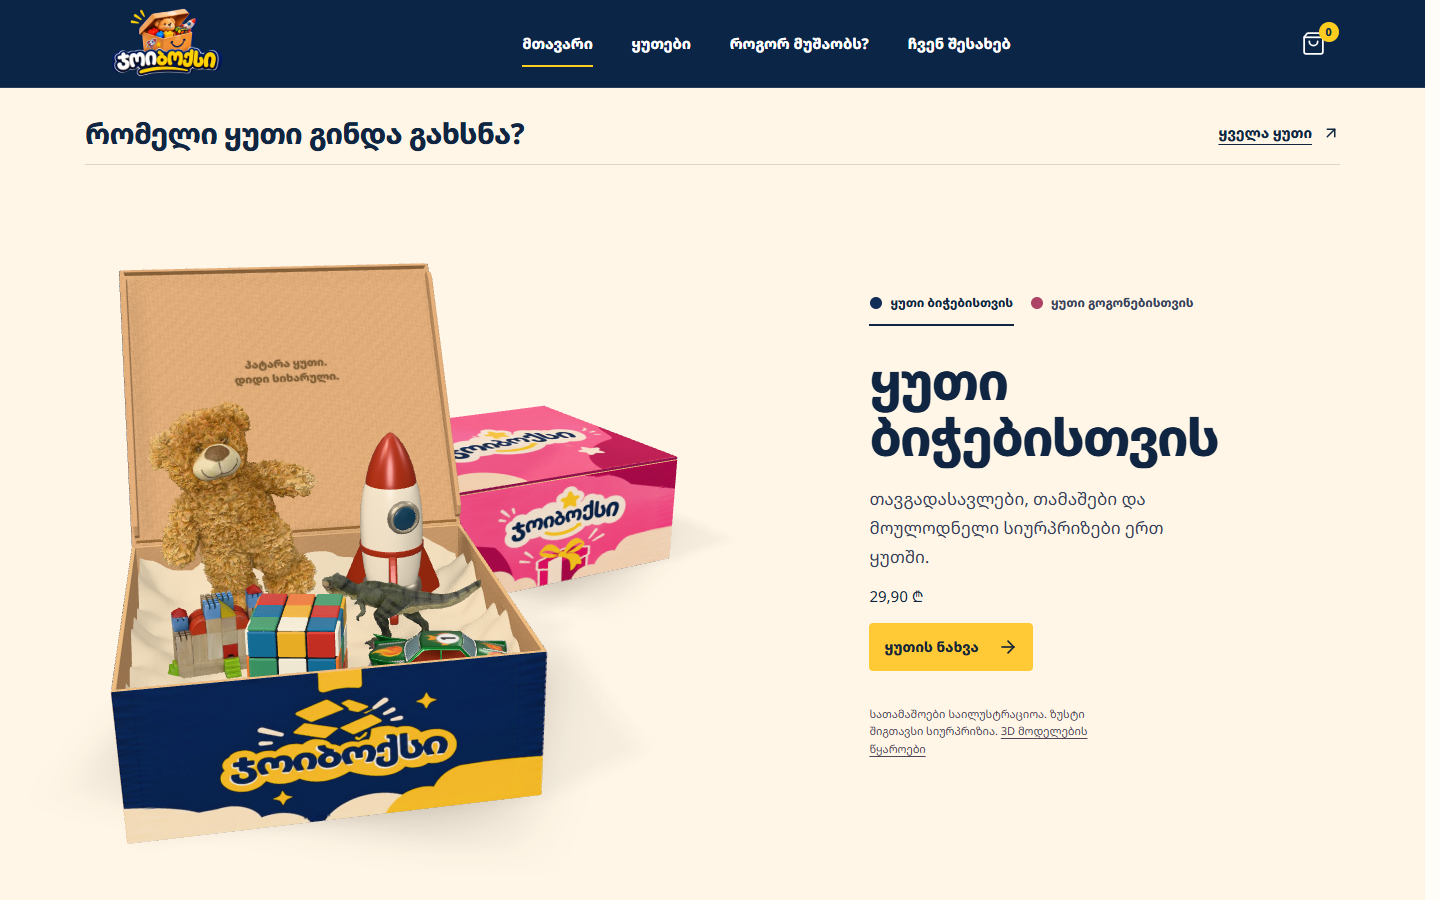 ჯოიბოქსი
მთავარი
ყუთები
როგორ მუშაობს?
ჩვენ შესახებ
0
რომელი ყუთი გინდა გახსნა?
ყველა ყუთი
პატარა ყუთი.
დიდი სიხარული.
ჯოიბოქსი
ჯოიბოქსი
ჯოიბოქსი
ყუთი ბიჭებისთვის
ყუთი გოგონებისთვის
ყუთი
ბიჭებისთვის
თავგადასავლები, თამაშები და
მოულოდნელი სიურპრიზები ერთ
ყუთში.
29,90 ₾
ყუთის ნახვა
სათამაშოები საილუსტრაციოა. ზუსტი
შიგთავსი სიურპრიზია. 3D მოდელების
წყაროები